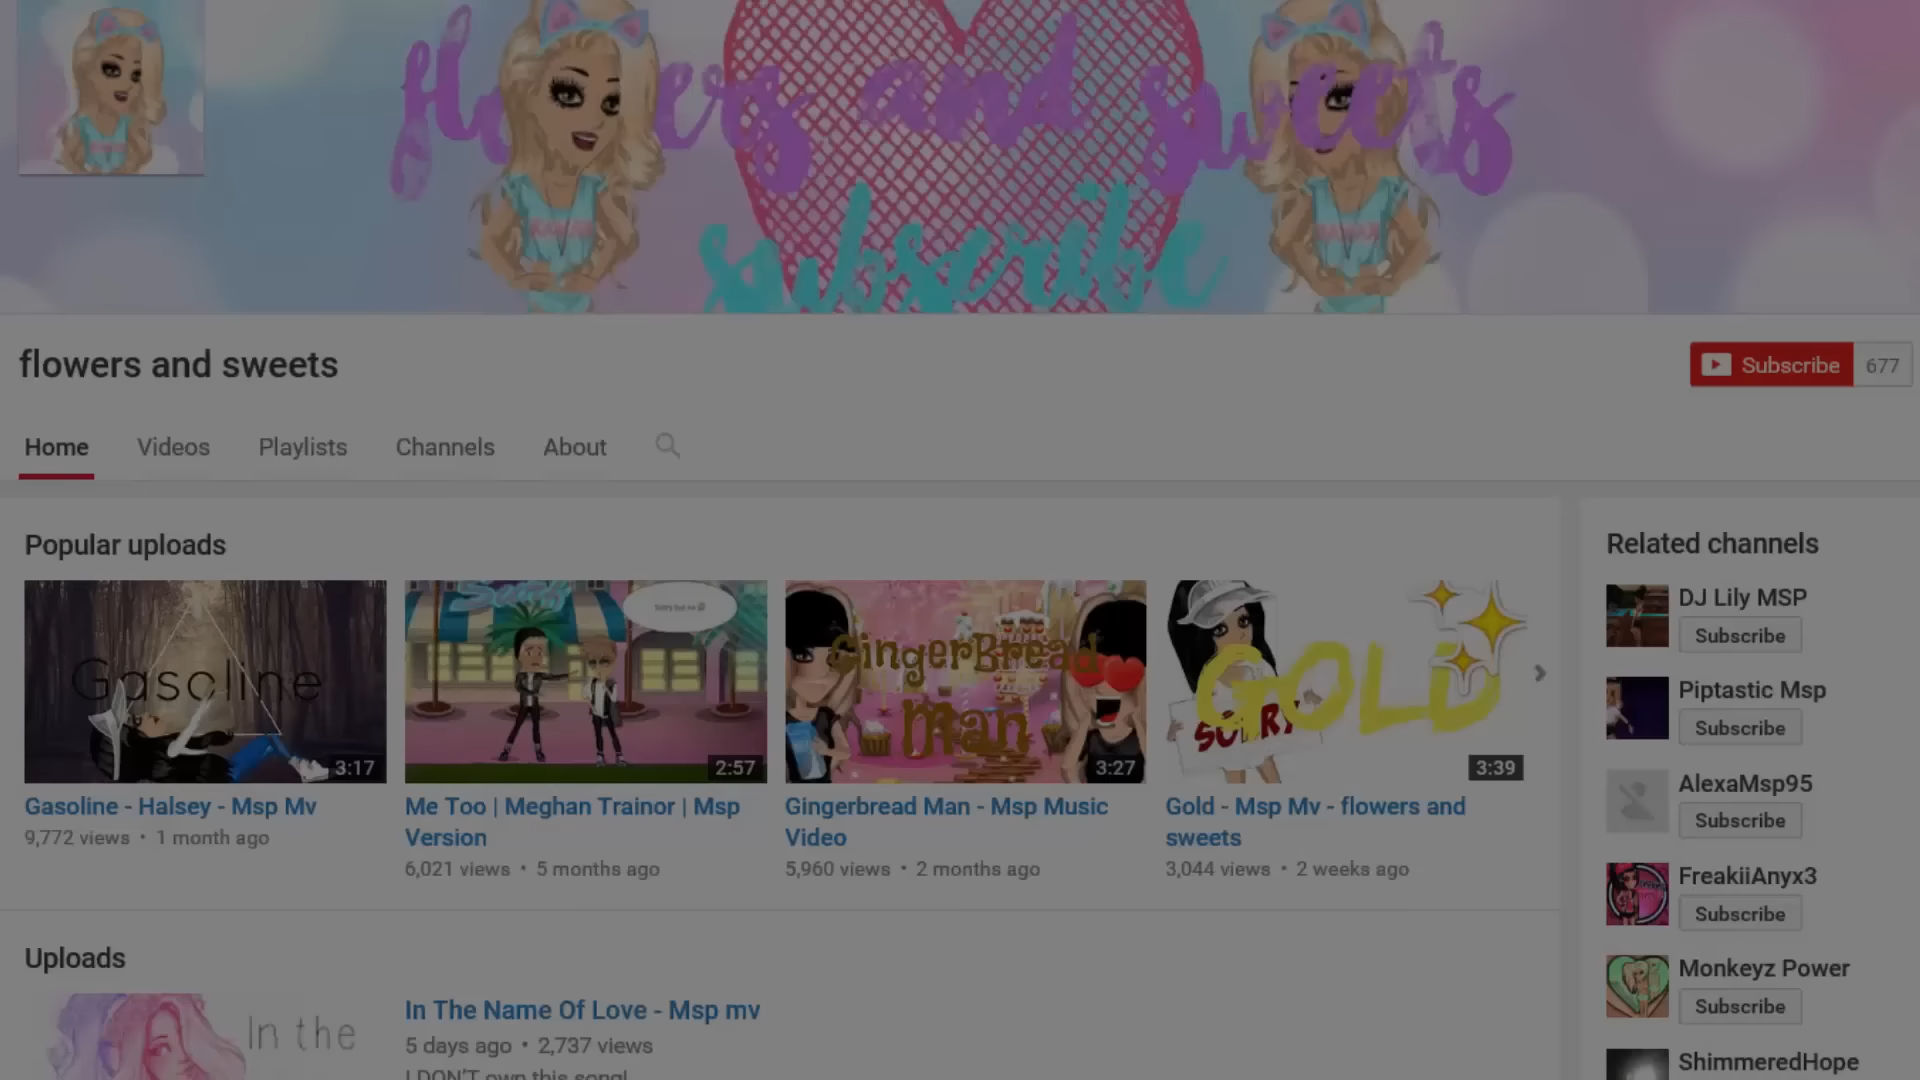 flowers and sweets
subscribe
flowers and sweets
Subscribe 677
Home Videos Playlists Channels About
Popular uploads
Gasoline
3:17
Gasoline - Halsey - Msp Mv
9,772 views • 1 month ago
2:57
Me Too | Meghan Trainor | Msp
Version
6,021 views • 5 months ago
GingerBread
man
3:27
Gingerbread Man - Msp Music
Video
5,960 views • 2 months ago
GOLD
SORRY
3:39
Gold - Msp Mv - flowers and
sweets
3,044 views • 2 weeks ago
Related channels
DJ Lily MSP
Subscribe
Piptastic Msp
Subscribe
AlexaMsp95
Subscribe
FreakiiAnyx3
Subscribe
Monkeyz Power
Subscribe
ShimmeredHope
Uploads
In the
In The Name Of Love - Msp mv
5 days ago • 2,737 views
I DON'T own this song!